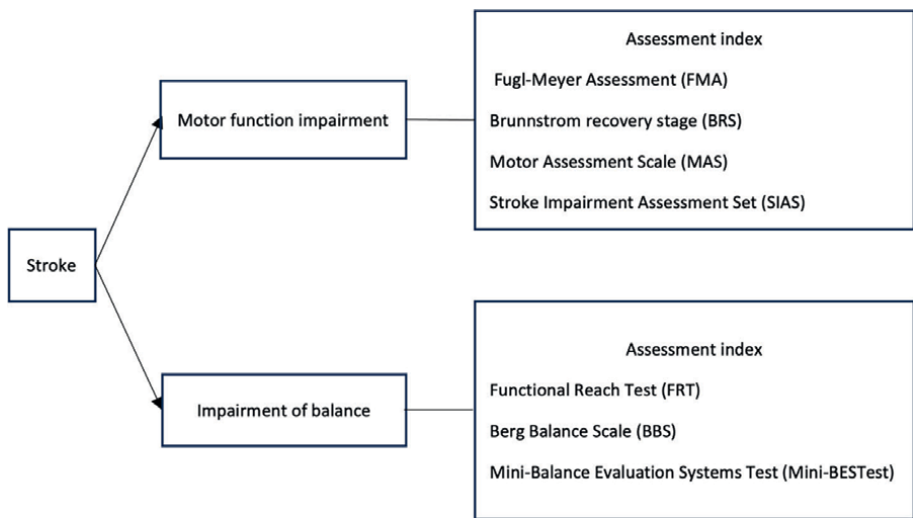 Assessment index
Fugl-Meyer Assessment (FMA)
Motor function impairment
Brunnstrom recovery stage (BRS)
Motor Assessment Scale (MAS)
Stroke Impairment Assessment Set (SIAS)
Stroke
Assessment index
Functional Reach Test (FRT)
Impairment of balance
Berg Balance Scale (BBS)
Mini-Balance Evaluation Systems Test (Mini-BESTest)